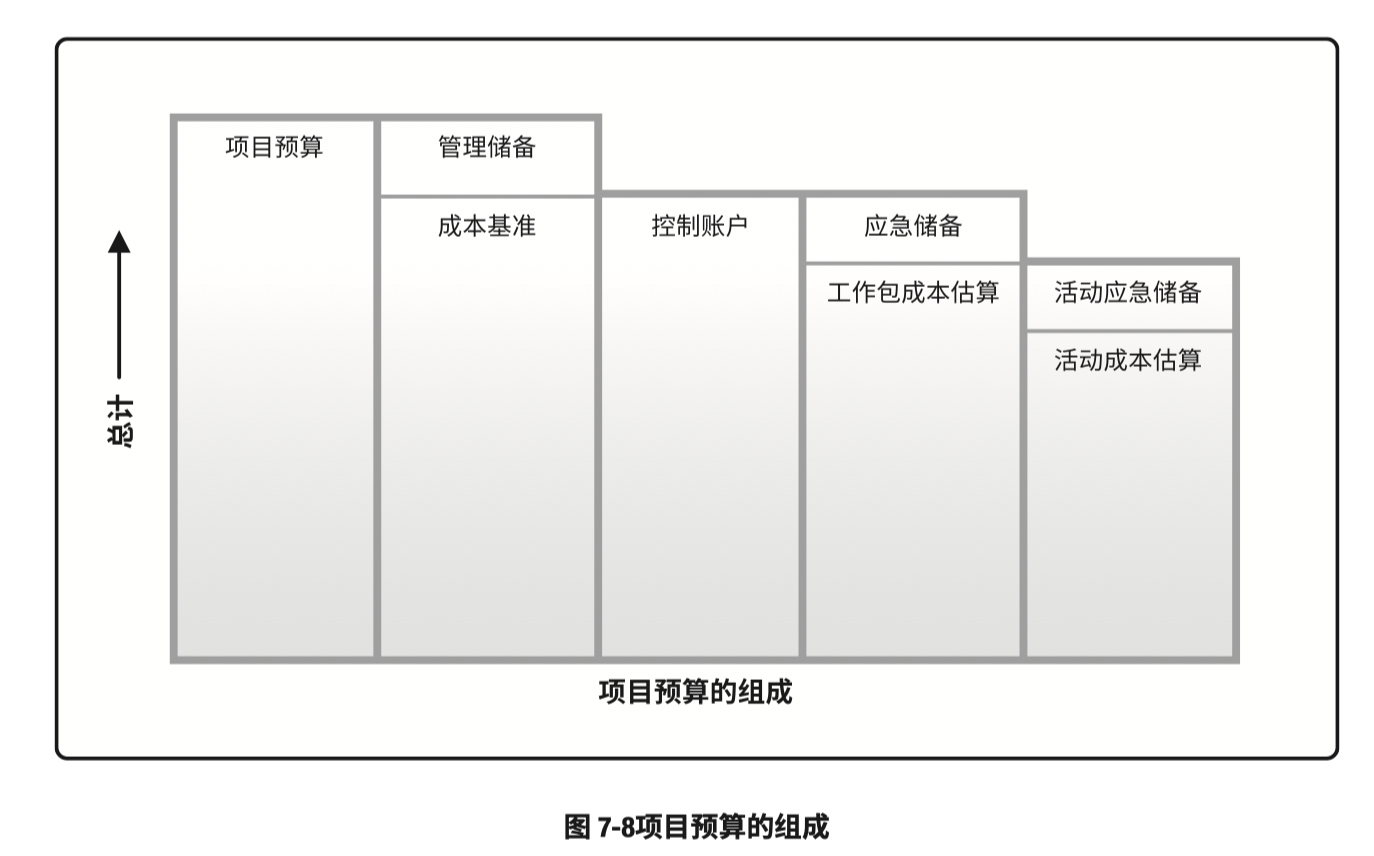 项目预算
管理储备
成本基准
控制账户
应急储备
工作包成本估算
活动应急储备
活动成本估算
总计
项目预算的组成
图 7-8项目预算的组成